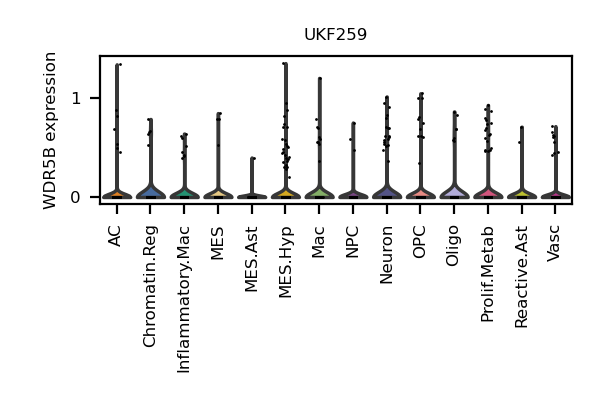 UKF259
WDR5B expression
1
0
AC
Chromatin.Reg
Inflammatory.Mac
MES
MES.Ast
MES.Hyp
Mac
NPC
Neuron
OPC
Oligo
Prolif.Metab
Reactive.Ast
Vasc